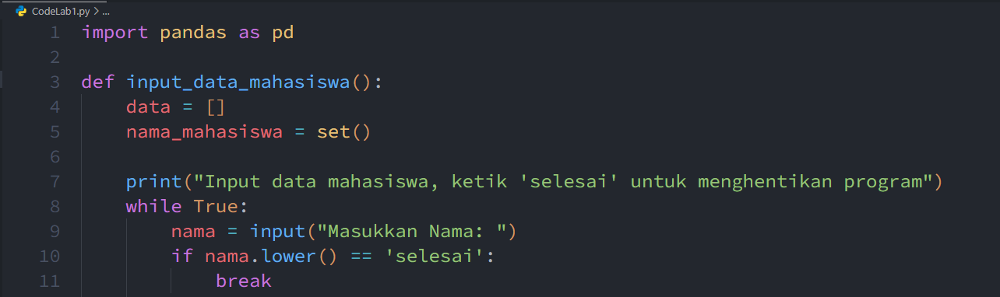 CodeLab1.py > ...
1 import pandas as pd
2
3 def input_data_mahasiswa():
4     data = []
5     nama_mahasiswa = set()
6
7     print("Input data mahasiswa, ketik 'selesai' untuk menghentikan program")
8     while True:
9         nama = input("Masukkan Nama: ")
10         if nama.lower() == 'selesai':
11             break